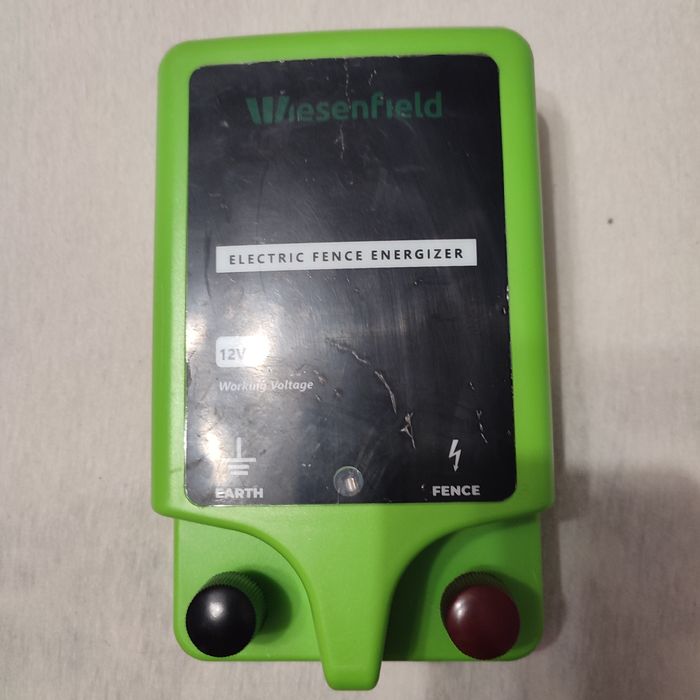 Wiesenfield
ELECTRIC FENCE ENERGIZER
12V
Working Voltage
EARTH
FENCE